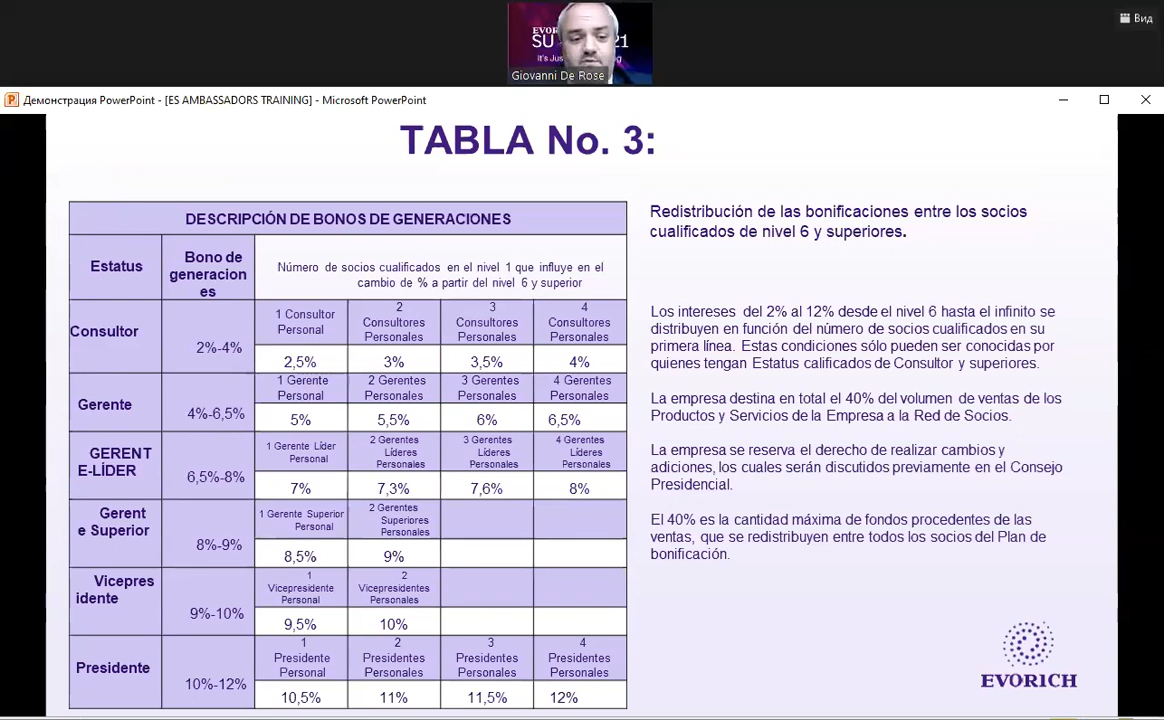 Вид
EVOR
SU 21
it's Jus ng
Giovanni De Rose
Демонстрация PowerPoint - [ES AMBASSADORS TRAINING] - Microsoft PowerPoint
TABLA No. 3:
DESCRIPCIÓN DE BONOS DE GENERACIONES
Estatus
Bono de
generacion
es
Número de socios cualificados en el nivel 1 que influye en el
cambio de % a partir del nivel 6 y superior
Consultor
2%-4%
1 Consultor
Personal
2
Consultores
Personales
3
Consultores
Personales
4
Consultores
Personales
2,5%
3%
3,5%
4%
Gerente
4%-6,5%
1 Gerente
Personal
2 Gerentes
Personales
3 Gerentes
Personales
4 Gerentes
Personales
5%
5,5%
6%
6,5%
GERENT
E-LÍDER
6,5%-8%
1 Gerente Líder
Personal
2 Gerentes
Líderes
Personales
3 Gerentes
Líderes
Personales
4 Gerentes
Líderes
Personales
7%
7,3%
7,6%
8%
Gerent
e Superior
8%-9%
1 Gerente Superior
Personal
2 Gerentes
Superiores
Personales
8,5%
9%
Vicepres
idente
9%-10%
1
Vicepresidente
Personal
2
Vicepresidentes
Personales
9,5%
10%
Presidente
10%-12%
1
Presidente
Personal
2
Presidentes
Personales
3
Presidentes
Personales
4
Presidentes
Personales
10,5%
11%
11,5%
12%
Redistribución de las bonificaciones entre los socios
cualificados de nivel 6 y superiores.
Los intereses del 2% al 12% desde el nivel 6 hasta el infinito se
distribuyen en función del número de socios cualificados en su
primera línea. Estas condiciones sólo pueden ser conocidas por
quienes tengan Estatus calificados de Consultor y superiores.
La empresa destina en total el 40% del volumen de ventas de los
Productos y Servicios de la Empresa a la Red de Socios.
La empresa se reserva el derecho de realizar cambios y
adiciones, los cuales serán discutidos previamente en el Consejo
Presidencial.
El 40% es la cantidad máxima de fondos procedentes de las
ventas, que se redistribuyen entre todos los socios del Plan de
bonificación.
EVORICH